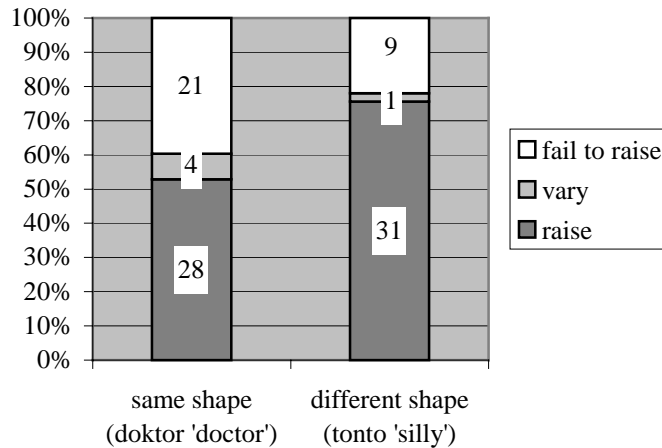 100%
90%
80%
70%
60%
50%
40%
30%
20%
10%
0%
21
4
28
9
1
31
same shape
(doktor 'doctor')
different shape
(tonto 'silly')
fail to raise
vary
raise